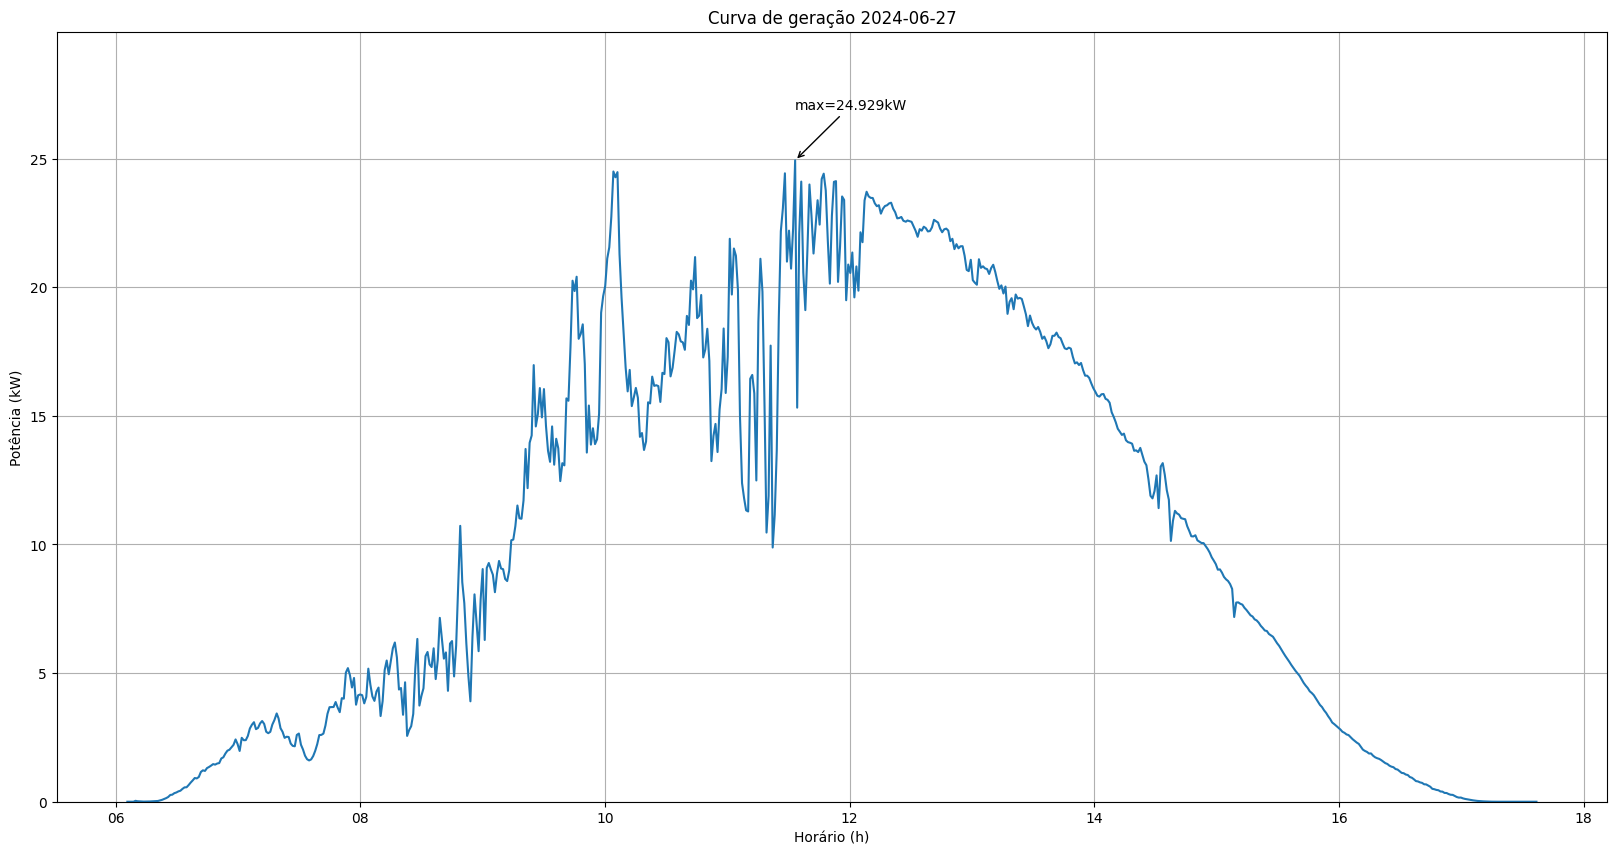 Curva de geração 2024-06-27
max=24.929kW
25
20
15
10
5
0
Potência (kW)
06 08 10 12 14 16 18
Horário (h)